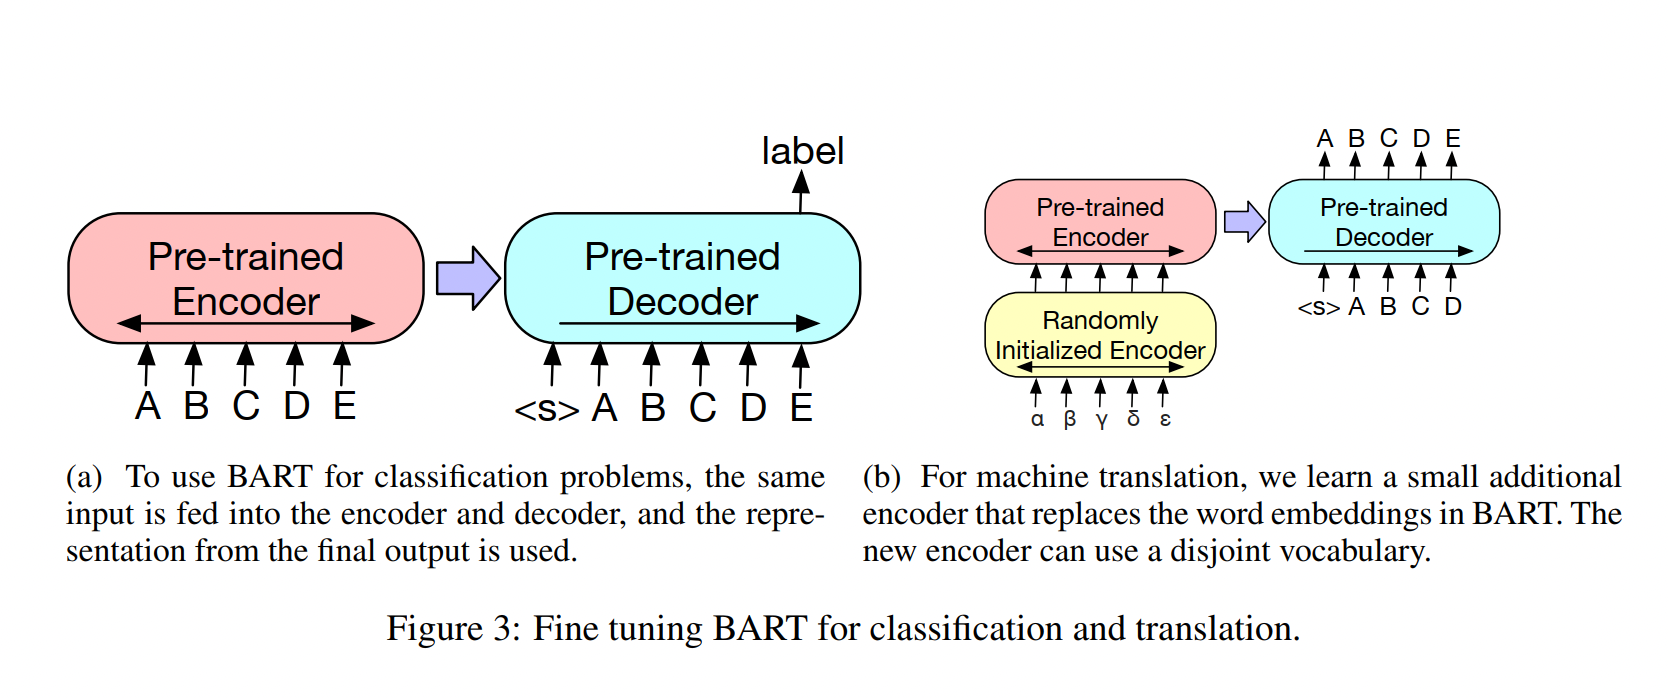 label
Pre-trained
Encoder
Pre-trained
Decoder
A B C D E
<s> A B C D E
(a) To use BART for classification problems, the same
input is fed into the encoder and decoder, and the repre-
sentation from the final output is used.
A B C D E
Pre-trained
Encoder
Pre-trained
Decoder
<s> A B C D
Randomly
Initialized Encoder
α β γ δ ε
(b) For machine translation, we learn a small additional
encoder that replaces the word embeddings in BART. The
new encoder can use a disjoint vocabulary.
Figure 3: Fine tuning BART for classification and translation.